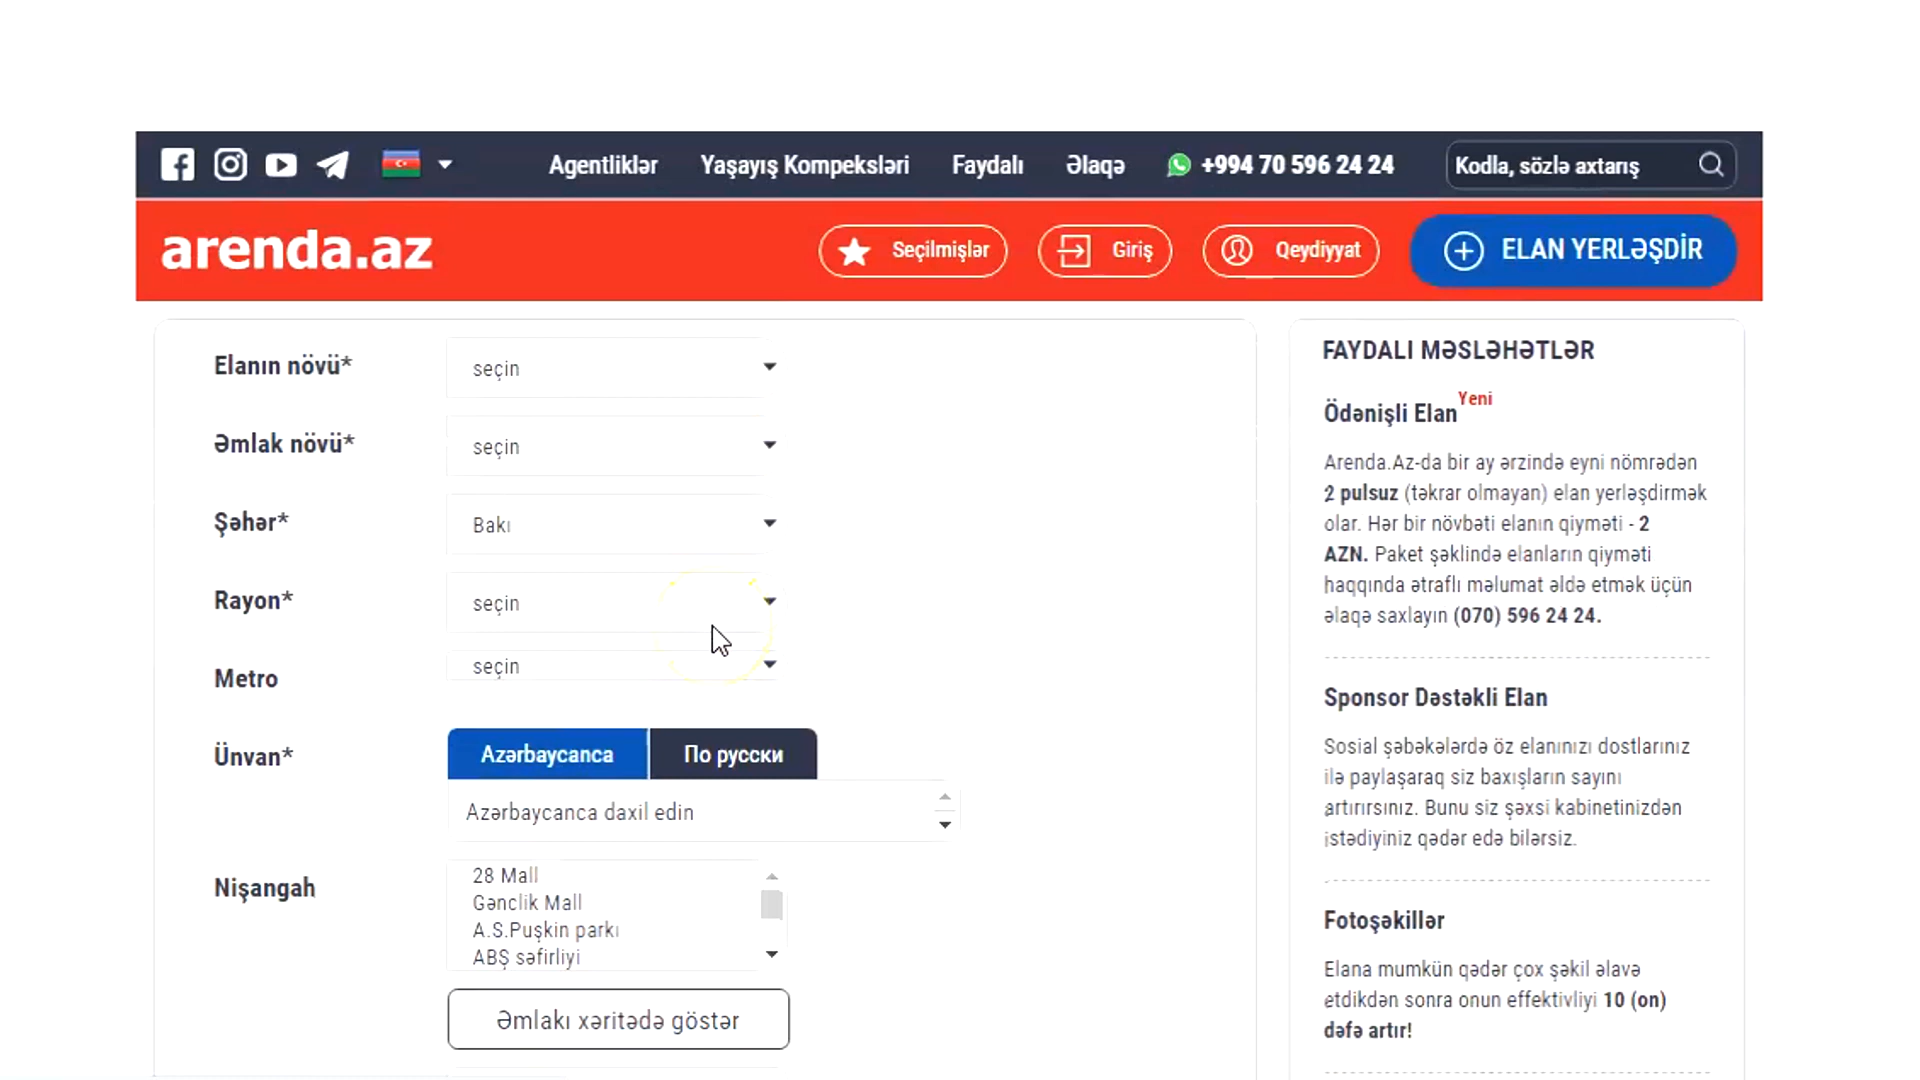 Agentliklər Yaşayış Kompeksləri Faydalı Əlaqə +994 70 596 24 24 Kodla, sözlə axtarış
arenda.az Seçilmişlər Giriş Qeydiyyat ELAN YERLƏŞDİR
Elanın növü* seçin
Əmlak növü* seçin
Şəhər* Bakı
Rayon* seçin
Metro seçin
Ünvan* Azərbaycanca По русски
Azərbaycanca daxil edin
Nişangah
28 Mall
Gənclik Mall
A.S.Puşkin parkı
ABŞ səfirliyi
Əmlakı xəritədə göstər
FAYDALI MƏSLƏHƏTLƏR
Ödənişli Elan Yeni
Arenda.Az-da bir ay ərzində eyni nömrədən
2 pulsuz (təkrar olmayan) elan yerləşdirmək
olar. Hər bir növbəti elanın qiyməti - 2
AZN. Paket şəklində elanların qiyməti
haqqında ətraflı məlumat əldə etmək üçün
əlaqə saxlayın (070) 596 24 24.
Sponsor Dəstəkli Elan
Sosial şəbəkələrdə öz elanınızı dostlarınız
ilə paylaşaraq siz baxışların sayını
artırırsınız. Bunu siz şəxsi kabinetinizdən
istədiyiniz qədər edə bilərsiz.
Fotoşəkillər
Elana mumkün qədər çox şəkil əlavə
etdikdən sonra onun effektivliyi 10 (on)
dəfə artır!